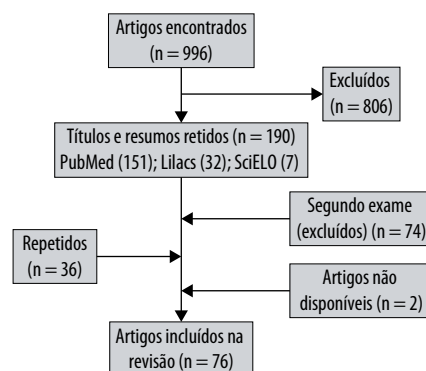 Artigos encontrados
(n = 996)
Excluídos
(n = 806)
Títulos e resumos retidos (n = 190)
PubMed (151); Lilacs (32); SciELO (7)
Segundo exame
(excluídos) (n = 74)
Repetidos
(n = 36)
Artigos não
disponíveis (n = 2)
Artigos incluídos na
revisão (n = 76)